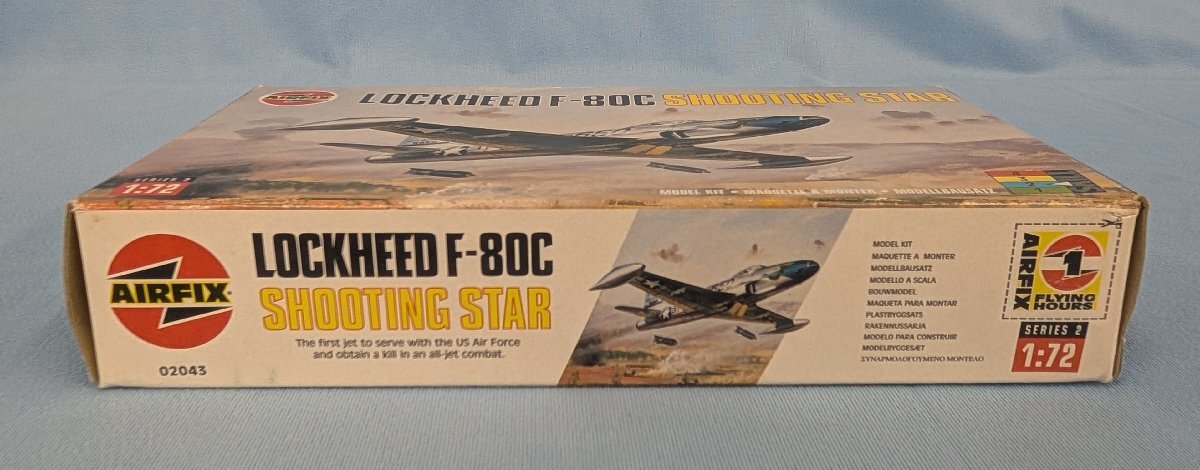 AIRFIX
LOCKHEED F-80C SHOOTING STAR
SERIES 2
1:72
MODEL KIT • MAQUETTE A MONTER • MODELLBAUSATZ
AIRFIX
LOCKHEED F-80C
SHOOTING STAR
The first jet to serve with the US Air Force
and obtain a kill in an all-jet combat.
02043
MODEL KIT
MAQUETTE A MONTER
MODELLBAUSATZ
MODELLO A SCALA
BOUWMODEL
MAQUETA PARA MONTAR
PLASTBYGGSATS
RAKENNUSSARJA
MODELO PARA CONSTRUIR
MODELBYGGESÆT
ΣΥΝΑΡΜΟΛΟΓΟΥΜΕΝΟ ΜΟΝΤΕΛΟ
AIRFIX
1
FLYING
HOURS
SERIES 2
1:72